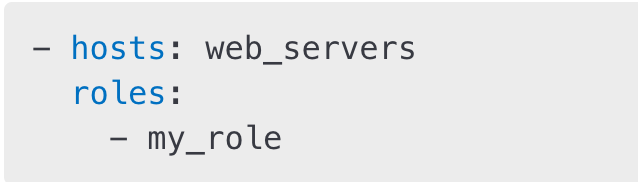 - hosts: web_servers
  roles:
    - my_role